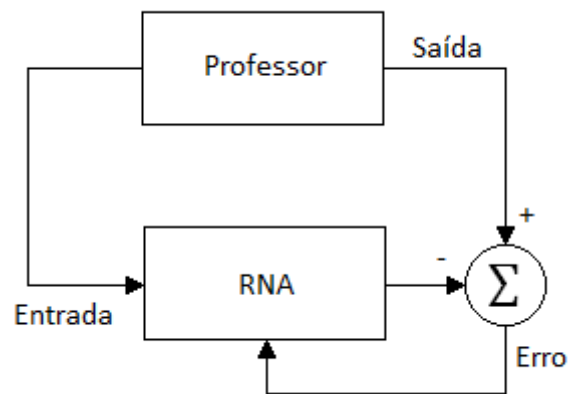 Professor
Saída
+
-
RNA
Σ
Entrada
Erro